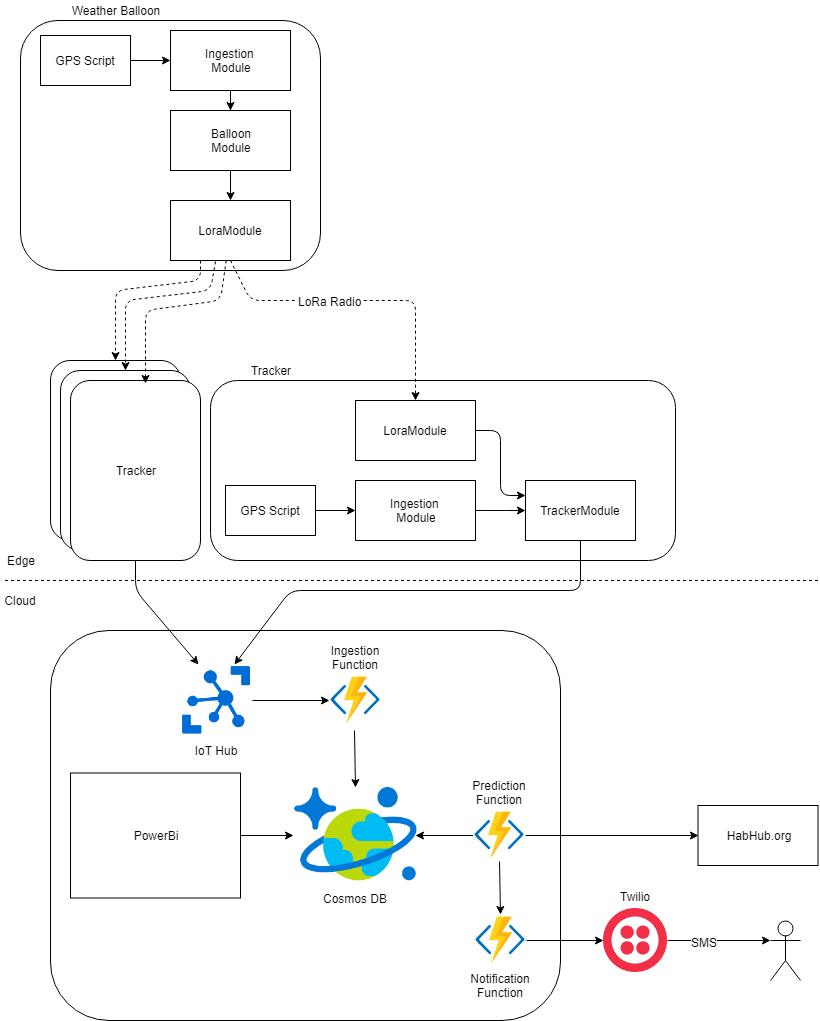 Weather Balloon
GPS Script
Ingestion
Module
Balloon
Module
LoraModule
LoRa Radio
Tracker
Tracker
LoraModule
GPS Script
Ingestion
Module
TrackerModule
Edge
Cloud
Ingestion
Function
IoT Hub
PowerBi
Cosmos DB
Prediction
Function
HabHub.org
Twilio
SMS
Notification
Function